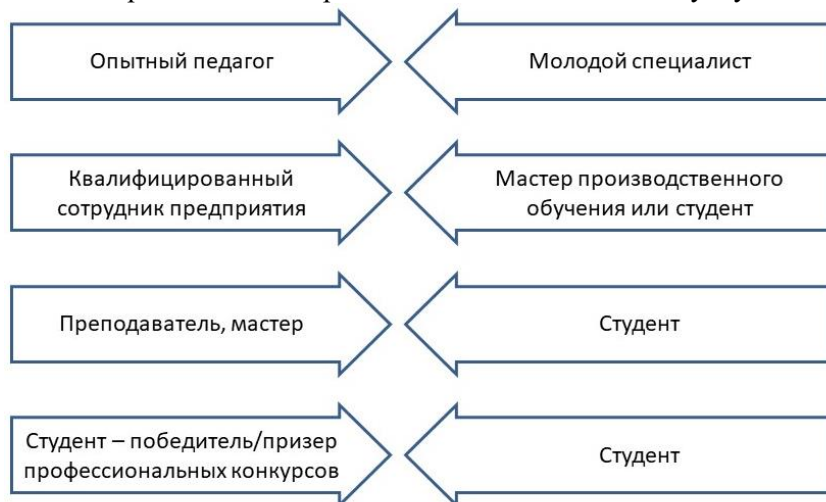 Опытный педагог
Молодой специалист
Квалифицированный
сотрудник предприятия
Мастер производственного
обучения или студент
Преподаватель, мастер
Студент
Студент – победитель/призер
профессиональных конкурсов
Студент